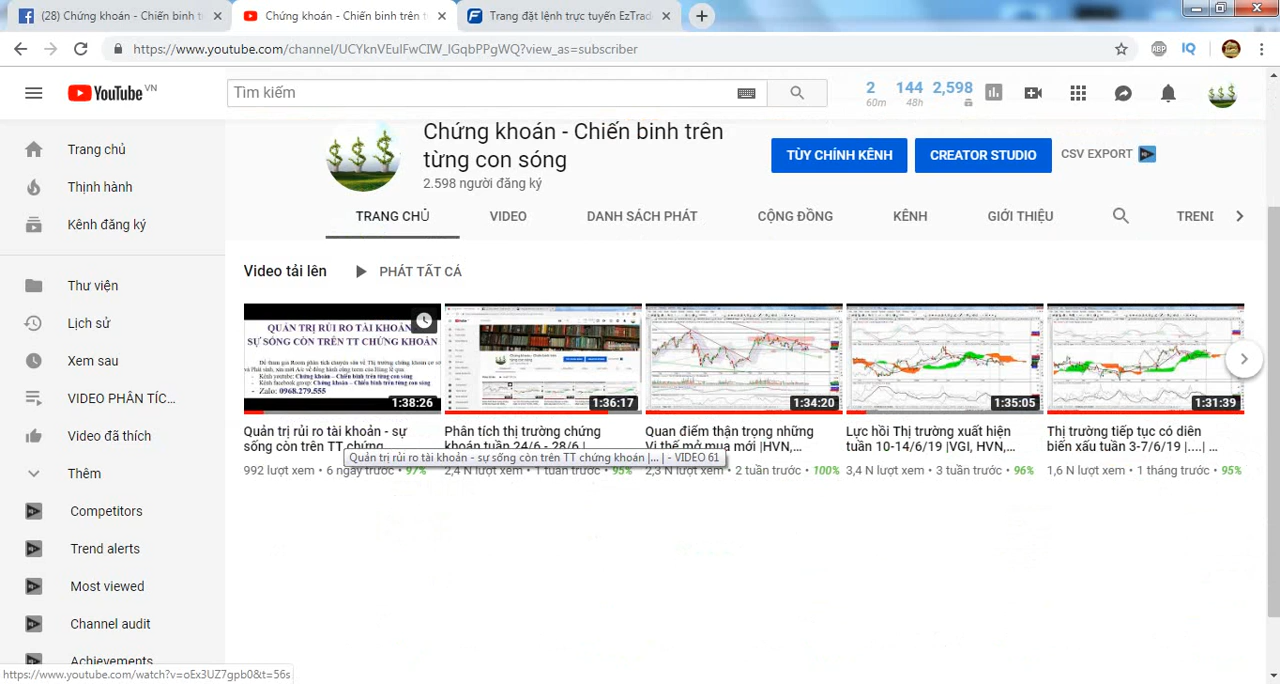 (28) Chứng khoán - Chiến binh t
Chứng khoán - Chiến binh trên t
Trang đặt lệnh trực tuyến EzTrad
https://www.youtube.com/channel/UCYknVEulFwCIW_lGqbPPgWQ?view_as=subscriber
ABP
IQ
YouTube VN
Tìm kiếm
2 144 2,598
60m 48h
Trang chủ
Thịnh hành
Kênh đăng ký
Thư viện
Lịch sử
Xem sau
VIDEO PHÂN TÍC...
Video đã thích
Thêm
Competitors
Trend alerts
Most viewed
Channel audit
Achievements
Chứng khoán - Chiến binh trên
từng con sóng
2.598 người đăng ký
TÙY CHỈNH KÊNH
CREATOR STUDIO
CSV EXPORT
TRANG CHỦ
VIDEO
DANH SÁCH PHÁT
CỘNG ĐỒNG
KÊNH
GIỚI THIỆU
TREND
Video tải lên
PHÁT TẤT CẢ
QUẢN TRỊ RỦI RO TÀI KHOẢN
SỰ SỐNG CÒN TRÊN TT CHỨNG KHOÁN
Zalo: 0968.279.555
1:38:26
Quản trị rủi ro tài khoản - sự
sống còn trên TT chứng
992 lượt xem • 6 ngày trước • 97%
1:36:17
Phân tích thị trường chứng
khoán tuần 24/6 - 28/6 |
2,4 N lượt xem • 1 tuần trước • 95%
1:34:20
Quan điểm thận trọng những
Vị thế mở mua mới |HVN,...
2,3 N lượt xem • 2 tuần trước • 100%
1:35:05
Lực hồi Thị trường xuất hiện
tuần 10-14/6/19 |VGI, HVN,...
3,4 N lượt xem • 3 tuần trước • 96%
1:31:39
Thị trường tiếp tục có diên
biến xấu tuần 3-7/6/19 |....| ...
1,6 N lượt xem • 1 tháng trước • 95%
Quản trị rủi ro tài khoản - sự sống còn trên TT chứng khoán |... | - VIDEO 61
https://www.youtube.com/watch?v=oEx3UZ7gpb0&t=56s